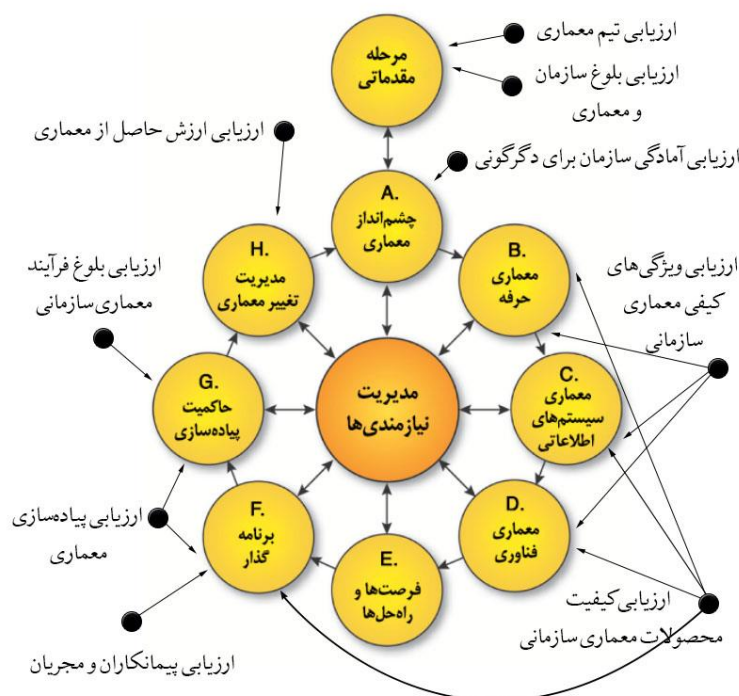 مرحله
مقدماتی
ارزیابی تیم معماری
ارزیابی بلوغ سازمان
و معماری
ارزیابی ارزش حاصل از معماری
ارزیابی آمادگی سازمان برای دگرگونی
A.
چشم‌انداز
معماری
H.
مدیریت
تغییر معماری
B.
معماری
حرفه
ارزیابی ویژگی‌های
کیفی معماری
سازمانی
ارزیابی بلوغ فرآیند
معماری سازمانی
G.
حاکمیت
پیاده‌سازی
مدیریت
نیازمندی‌ها
C.
معماری
سیستم‌های
اطلاعاتی
ارزیابی پیاده‌سازی
معماری
F.
برنامه
گذار
E.
فرصت‌ها و
راه‌حل‌ها
D.
معماری
فناوری
ارزیابی کیفیت
محصولات معماری سازمانی
ارزیابی پیمانکاران و مجریان